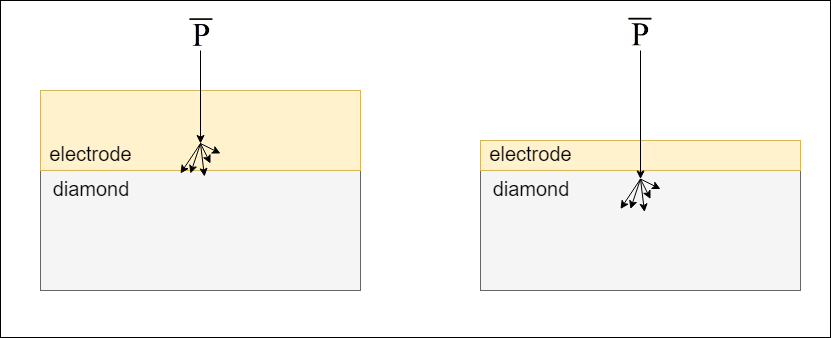 P̅
P̅
electrode
electrode
diamond
diamond